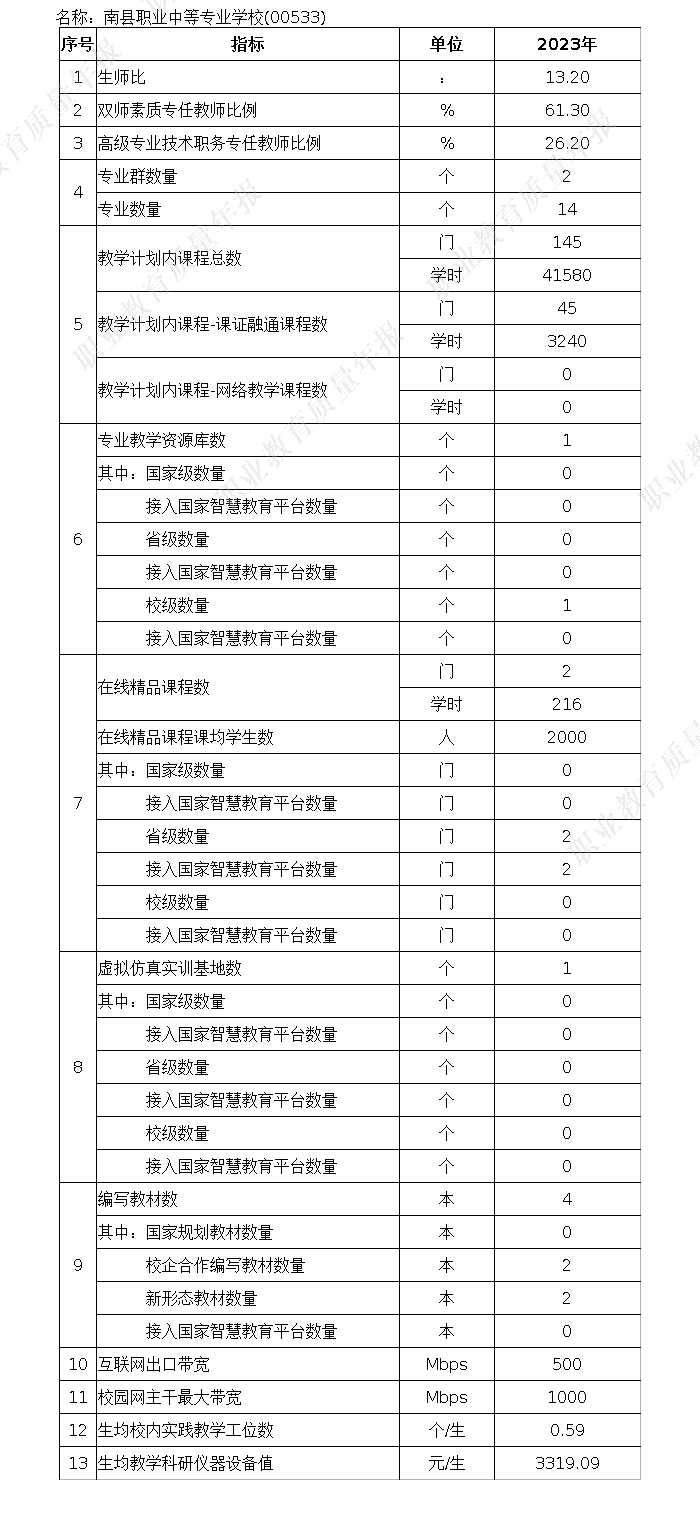 名称：南县职业中等专业学校(00533)
序号 指标 单位 2023年
1 生师比 ： 13.20
2 双师素质专任教师比例 % 61.30
3 高级专业技术职务专任教师比例 % 26.20
4 专业群数量 个 2
专业数量 个 14
5 教学计划内课程总数 门 145
学时 41580
教学计划内课程-课证融通课程数 门 45
学时 3240
教学计划内课程-网络教学课程数 门 0
学时 0
6 专业教学资源库数 个 1
其中：国家级数量 个 0
接入国家智慧教育平台数量 个 0
省级数量 个 0
接入国家智慧教育平台数量 个 0
校级数量 个 1
接入国家智慧教育平台数量 个 0
7 在线精品课程数 门 2
学时 216
在线精品课程课均学生数 人 2000
其中：国家级数量 门 0
接入国家智慧教育平台数量 门 0
省级数量 门 2
接入国家智慧教育平台数量 门 2
校级数量 门 0
接入国家智慧教育平台数量 门 0
8 虚拟仿真实训基地数 个 1
其中：国家级数量 个 0
接入国家智慧教育平台数量 个 0
省级数量 个 0
接入国家智慧教育平台数量 个 0
校级数量 个 0
接入国家智慧教育平台数量 个 0
9 编写教材数 本 4
其中：国家规划教材数量 本 0
校企合作编写教材数量 本 2
新形态教材数量 本 2
接入国家智慧教育平台数量 本 0
10 互联网出口带宽 Mbps 500
11 校园网主干最大带宽 Mbps 1000
12 生均校内实践教学工位数 个/生 0.59
13 生均教学科研仪器设备值 元/生 3319.09
职业教育质量年报
职业教育质量年报
职业教育质量年报